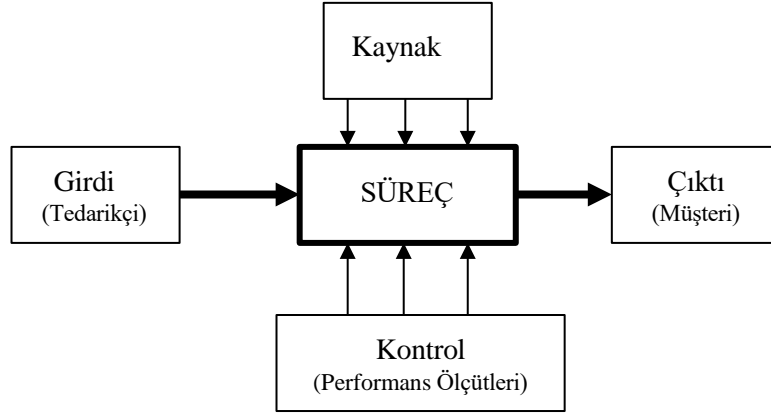 Kaynak
Girdi
(Tedarikçi)
SÜREÇ
Çıktı
(Müşteri)
Kontrol
(Performans Ölçütleri)